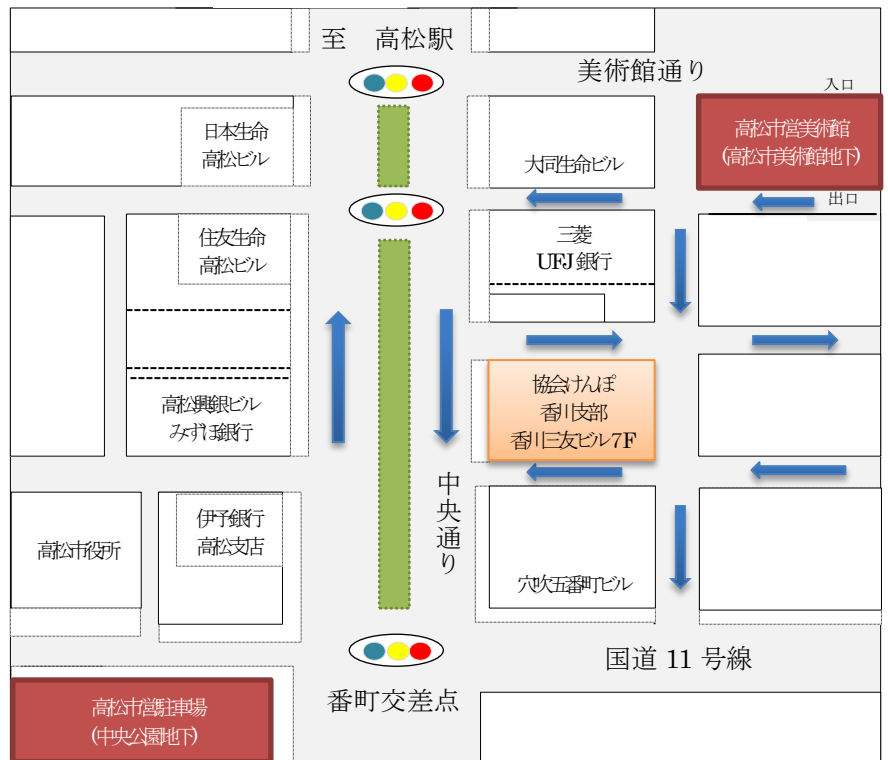 至 高松駅
美術館通り
入口
日本生命
高松ビル
大同生命ビル
高松市営美術館
(高松市美術館地下)
出口
住友生命
高松ビル
三菱
UFJ 銀行
高松興銀ビル
みずほ銀行
協会けんぽ
香川支部
香川三友ビル7F
中央通り
高松市役所
伊予銀行
高松支店
穴吹五番町ビル
国道 11 号線
番町交差点
高松市営駐車場
(中央公園地下)